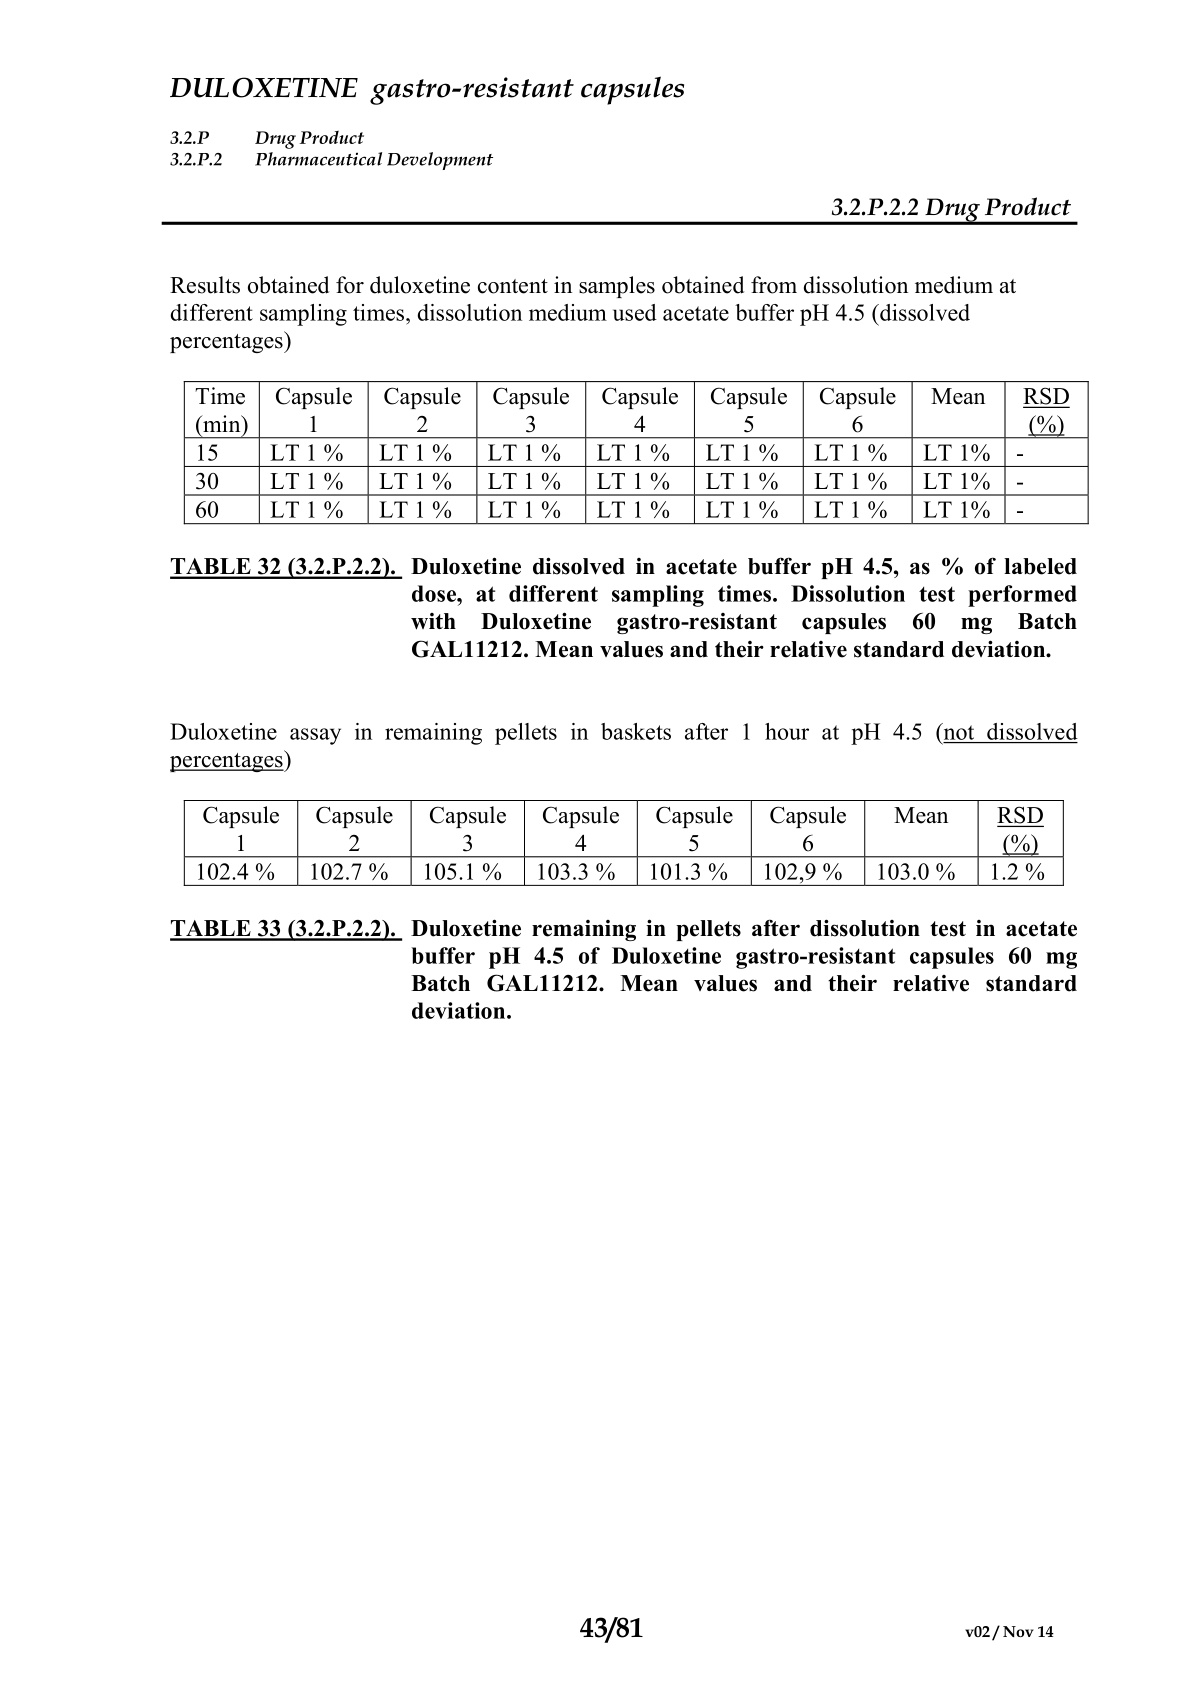 DULOXETINE gastro-resistant capsules
3.2.P Drug Product
3.2.P.2 Pharmaceutical Development
3.2.P.2.2 Drug Product
Results obtained for duloxetine content in samples obtained from dissolution medium at
different sampling times, dissolution medium used acetate buffer pH 4.5 (dissolved
percentages)
Time Capsule Capsule Capsule Capsule Capsule Capsule Mean RSD
(min) 1 2 3 4 5 6 (%)
15 LT 1 % LT 1 % LT 1 % LT 1 % LT 1 % LT 1 % LT 1% -
30 LT 1 % LT 1 % LT 1 % LT 1 % LT 1 % LT 1 % LT 1% -
60 LT 1 % LT 1 % LT 1 % LT 1 % LT 1 % LT 1 % LT 1% -
TABLE 32 (3.2.P.2.2). Duloxetine dissolved in acetate buffer pH 4.5, as % of labeled
dose, at different sampling times. Dissolution test performed
with Duloxetine gastro-resistant capsules 60 mg Batch
GAL11212. Mean values and their relative standard deviation.
Duloxetine assay in remaining pellets in baskets after 1 hour at pH 4.5 (not dissolved
percentages)
Capsule Capsule Capsule Capsule Capsule Capsule Mean RSD
1 2 3 4 5 6 (%)
102.4 % 102.7 % 105.1 % 103.3 % 101.3 % 102,9 % 103.0 % 1.2 %
TABLE 33 (3.2.P.2.2). Duloxetine remaining in pellets after dissolution test in acetate
buffer pH 4.5 of Duloxetine gastro-resistant capsules 60 mg
Batch GAL11212. Mean values and their relative standard
deviation.
43/81
v02 / Nov 14